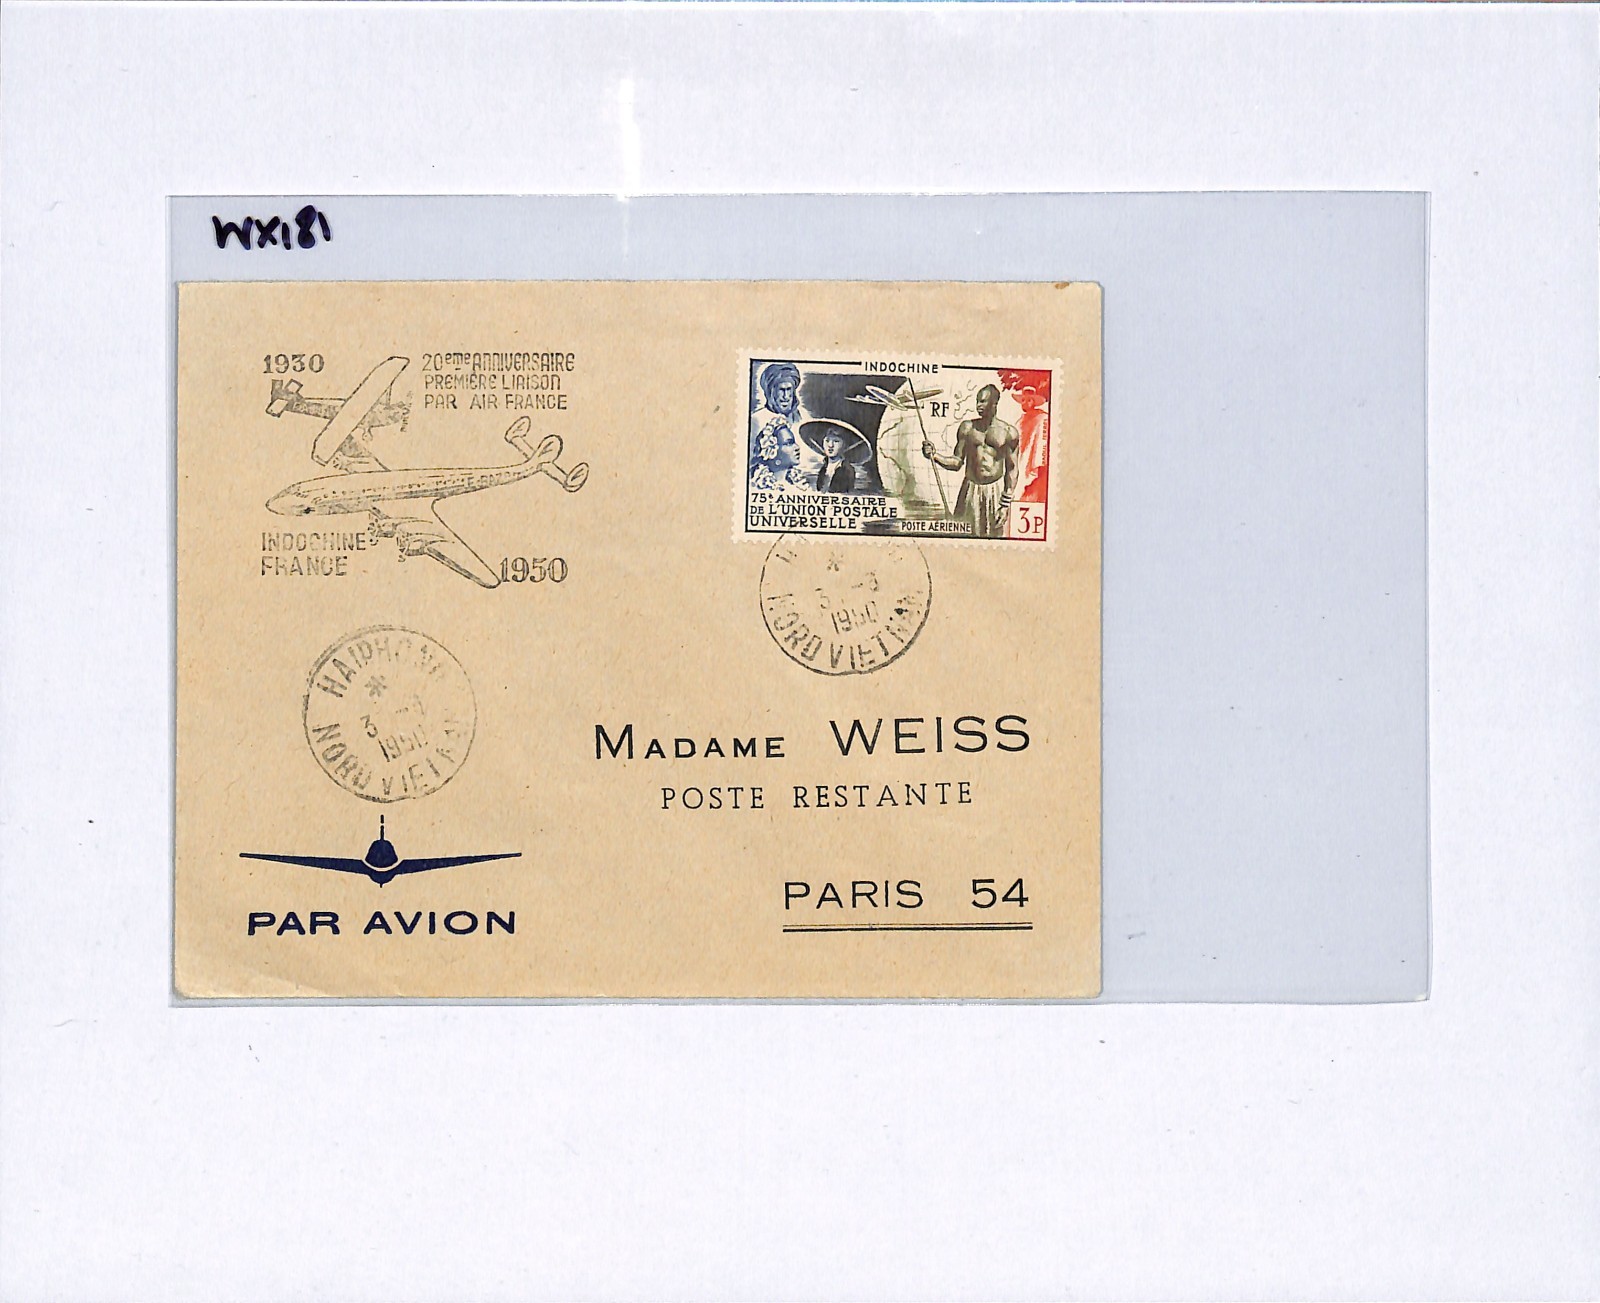 WX181
1930
20eme ANNIVERSAIRE
PREMIÈRE LIAISON
PAR AIR FRANCE
INDOCHINE
FRANCE
1950
INDOCHINE
RF
75e ANNIVERSAIRE
DE L'UNION POSTALE
UNIVERSELLE
POSTE AÉRIENNE
3P
1950
NORD VIETNAM
HAIPHONG
1950
NORD VIETNAM
MADAME WEISS
POSTE RESTANTE
PARIS 54
PAR AVION